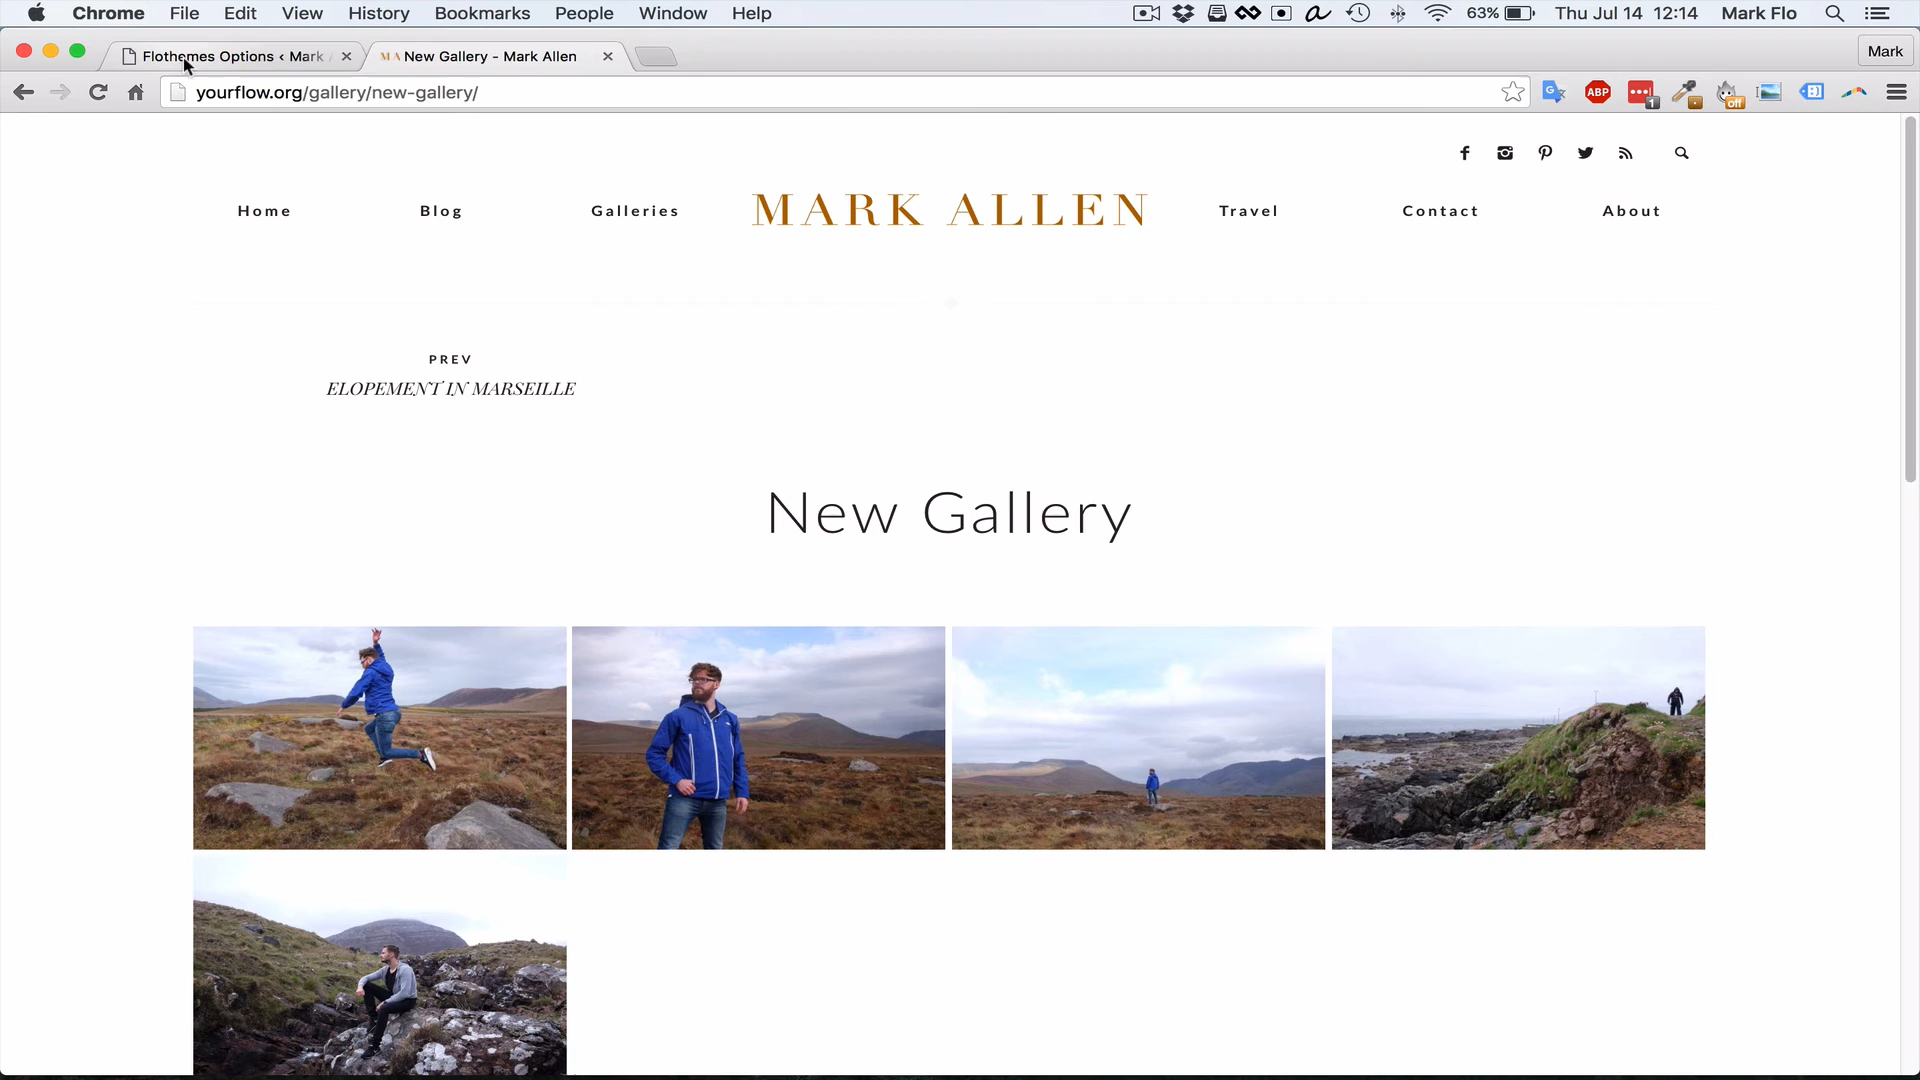 Chrome File Edit View History Bookmarks People Window Help 63% Thu Jul 14 12:14 Mark Flo
Flothemes Options ‹ Mark
M A New Gallery - Mark Allen
Mark
yourflow.org/gallery/new-gallery/
ABP 1 off
Home Blog Galleries MARK ALLEN Travel Contact About
PREV
ELOPEMENT IN MARSEILLE
New Gallery